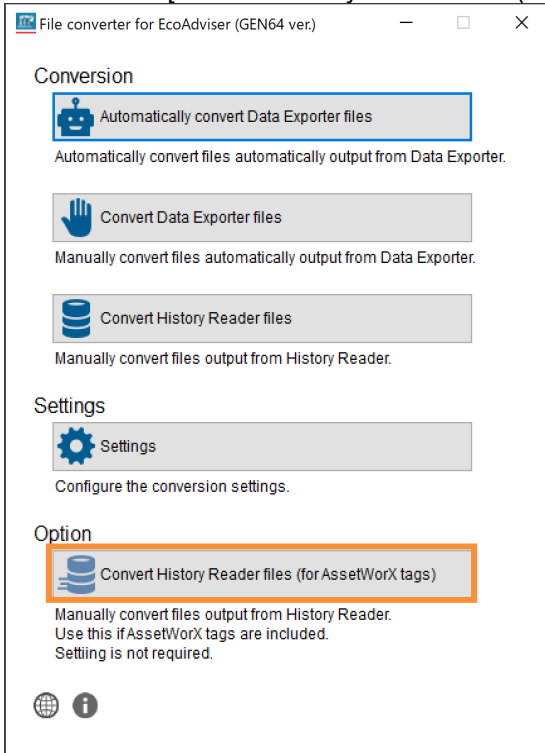 File converter for EcoAdviser (GEN64 ver.)
Conversion
Automatically convert Data Exporter files
Automatically convert files automatically output from Data Exporter.
Convert Data Exporter files
Manually convert files automatically output from Data Exporter.
Convert History Reader files
Manually convert files output from History Reader.
Settings
Settings
Configure the conversion settings.
Option
Convert History Reader files (for AssetWorX tags)
Manually convert files output from History Reader.
Use this if AssetWorX tags are included.
Settiing is not required.